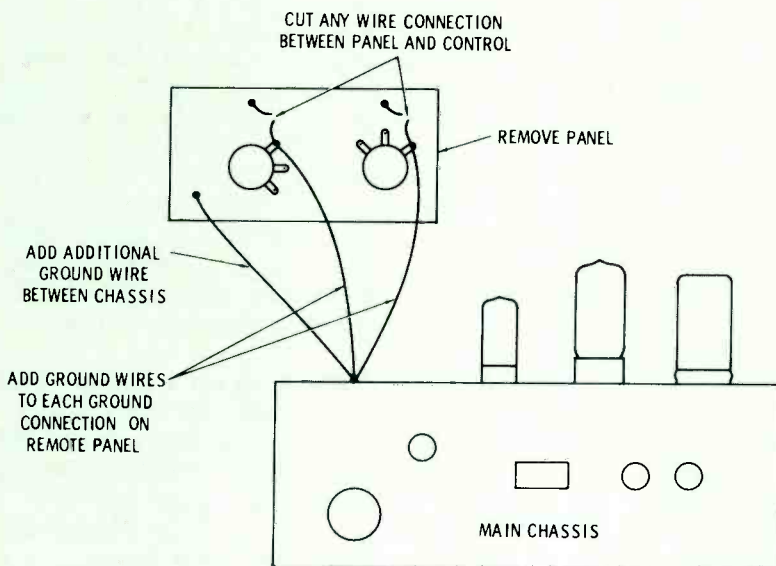 CUT ANY WIRE CONNECTION
BETWEEN PANEL AND CONTROL
REMOVE PANEL
ADD ADDITIONAL
GROUND WIRE
BETWEEN CHASSIS
ADD GROUND WIRES
TO EACH GROUND
CONNECTION ON
REMOTE PANEL
MAIN CHASSIS